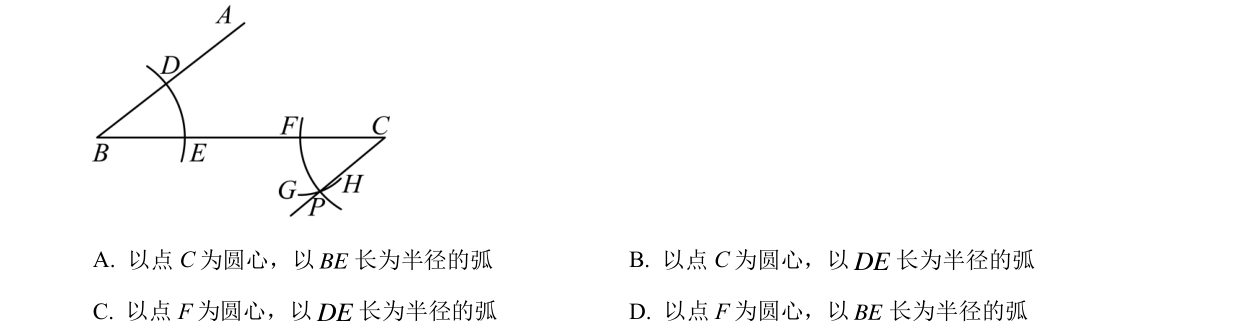 A
D
F
C
B
E
G
H
P
A. 以点 C 为圆心，以 BE 长为半径的弧
B. 以点 C 为圆心，以 DE 长为半径的弧
C. 以点 F 为圆心，以 DE 长为半径的弧
D. 以点 F 为圆心，以 BE 长为半径的弧